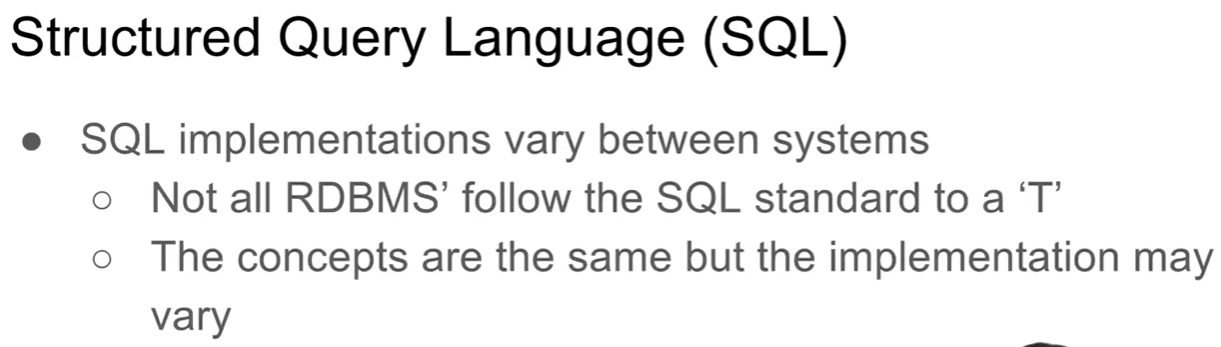 Structured Query Language (SQL)
● SQL implementations vary between systems
○ Not all RDBMS’ follow the SQL standard to a ‘T’
○ The concepts are the same but the implementation may
vary